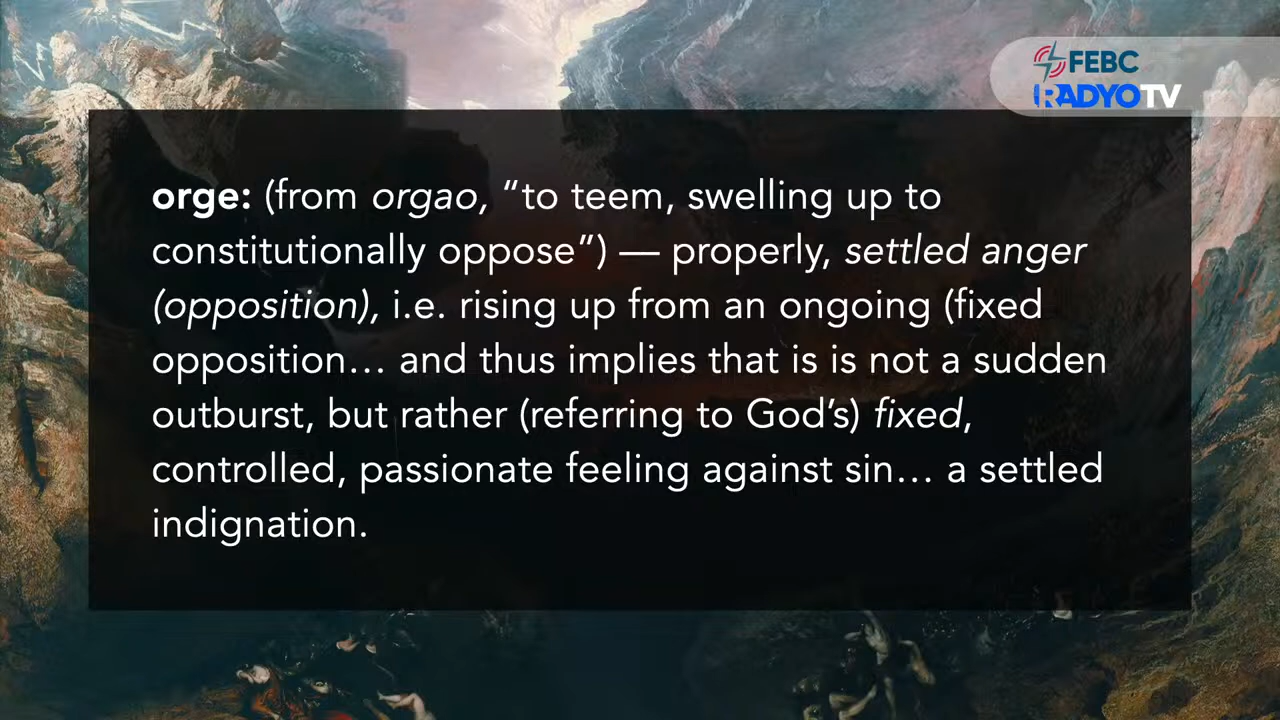 FEBC
RADYOTV
orge: (from orgao, “to teem, swelling up to
constitutionally oppose”) — properly, settled anger
(opposition), i.e. rising up from an ongoing (fixed
opposition… and thus implies that is is not a sudden
outburst, but rather (referring to God’s) fixed,
controlled, passionate feeling against sin… a settled
indignation.